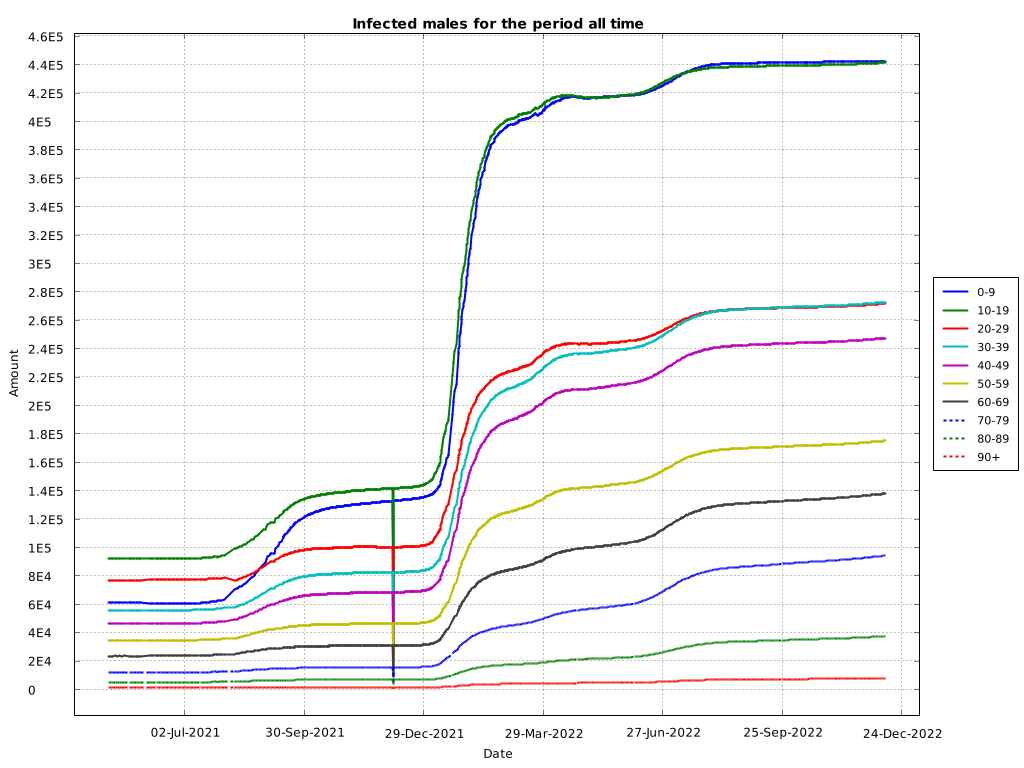 Infected males for the period all time
4.6E5
4.4E5
4.2E5
4E5
3.8E5
3.6E5
3.4E5
3.2E5
3E5
2.8E5
2.6E5
2.4E5
2.2E5
2E5
1.8E5
1.6E5
1.4E5
1.2E5
1E5
8E4
6E4
4E4
2E4
0
Amount
02-Jul-2021
30-Sep-2021
29-Dec-2021
29-Mar-2022
27-Jun-2022
25-Sep-2022
24-Dec-2022
Date
0-9
10-19
20-29
30-39
40-49
50-59
60-69
70-79
80-89
90+